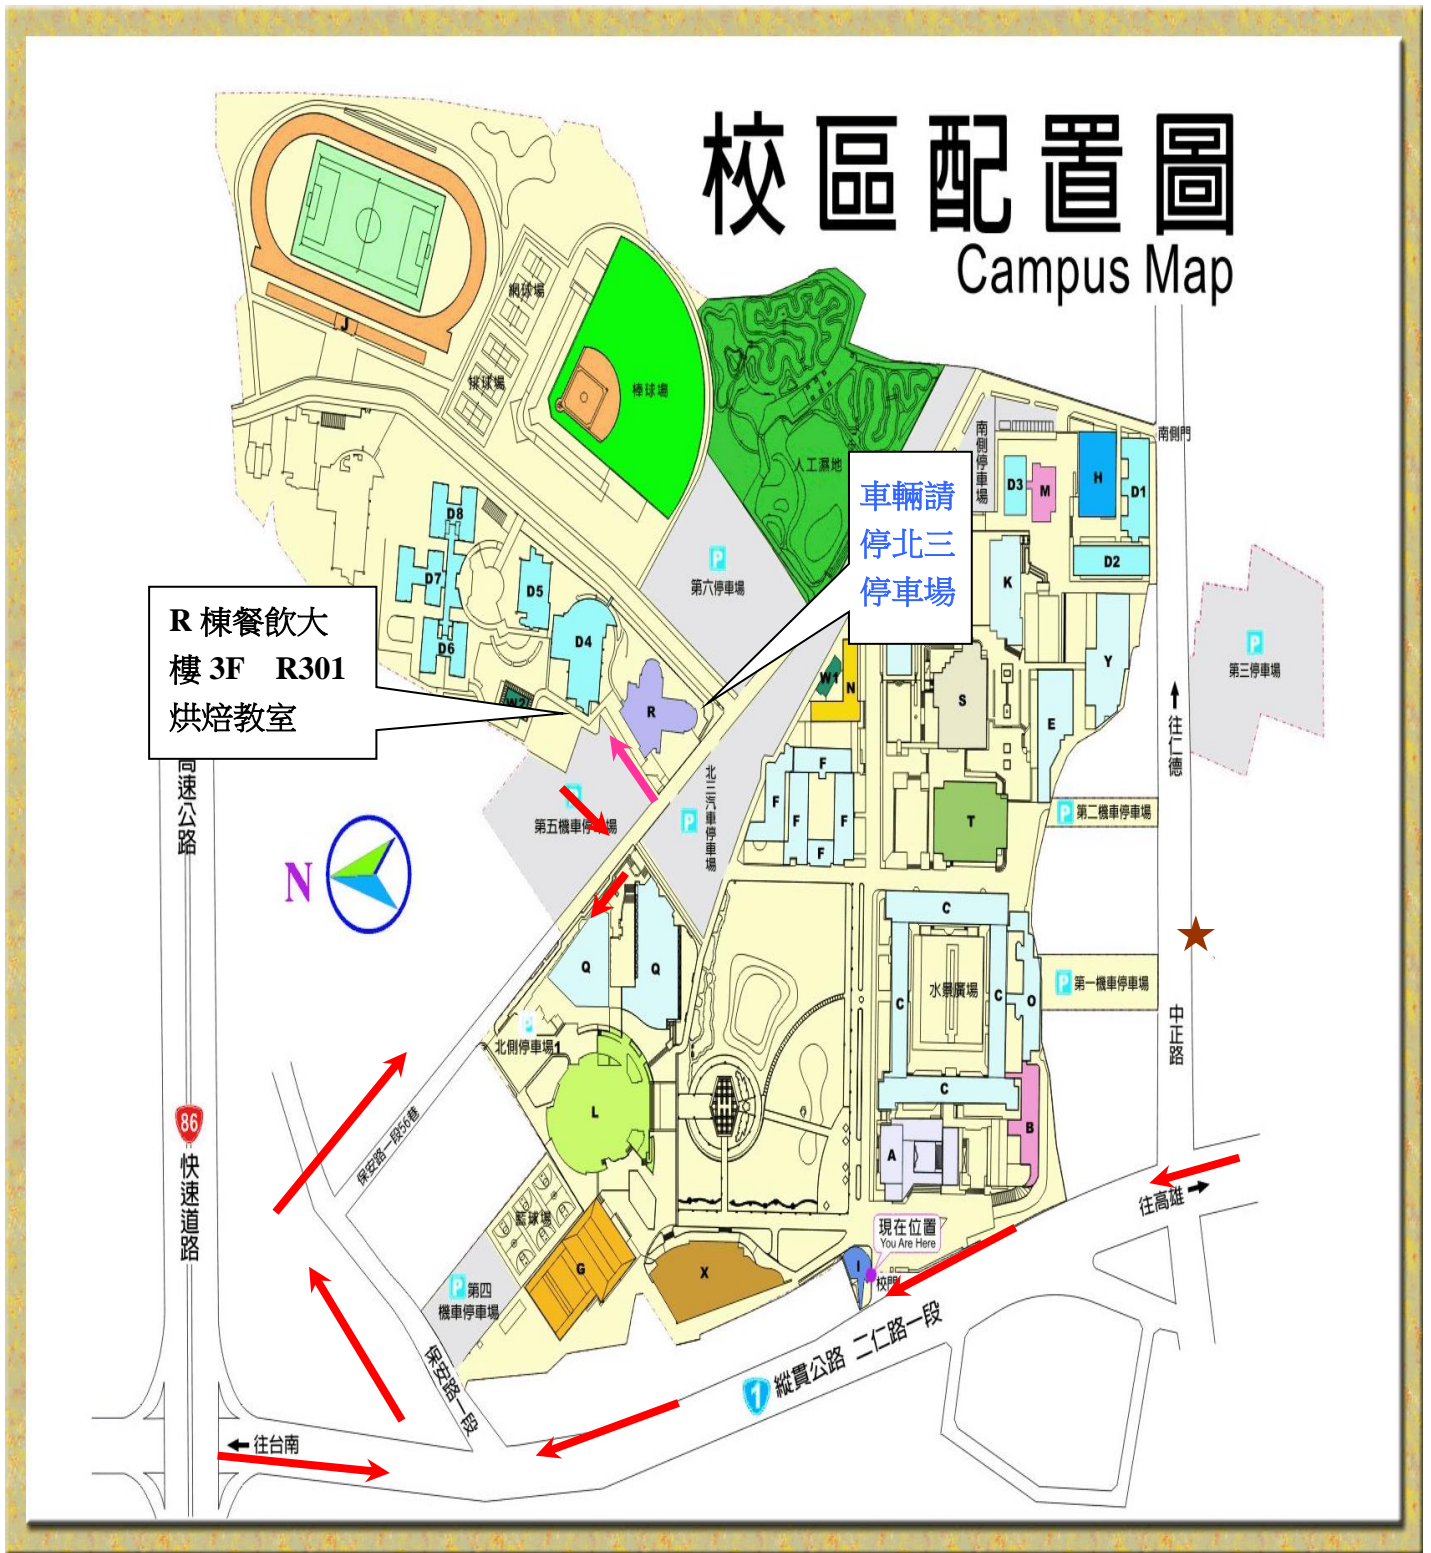 校區配置圖
Campus Map
網球場
J
排球場
棒球場
人工濕地
南側停車場
南側門
D3
M
H
D1
D2
車輛請
停北三
停車場
D8
D7
D6
D5
D4
W2
R
P
第六停車場
K
Y
S
E
W1
N
P
第三停車場
往仁德
R 棟餐飲大
樓 3F R301
烘焙教室
高速公路
N
P
第五機車停車場
P
北三汽車停車場
F
F
F
F
F
T
P 第二機車停車場
C
C
C
C
水景廣場
O
P 第一機車停車場
中正路
Q
Q
P
北側停車場1
L
B
A
86
快速道路
保安路一段56巷
籃球場
G
X
I
現在位置
You Are Here
校門
往高雄
P 第四
機車停車場
保安路一段
1 縱貫公路 二仁路一段
往台南